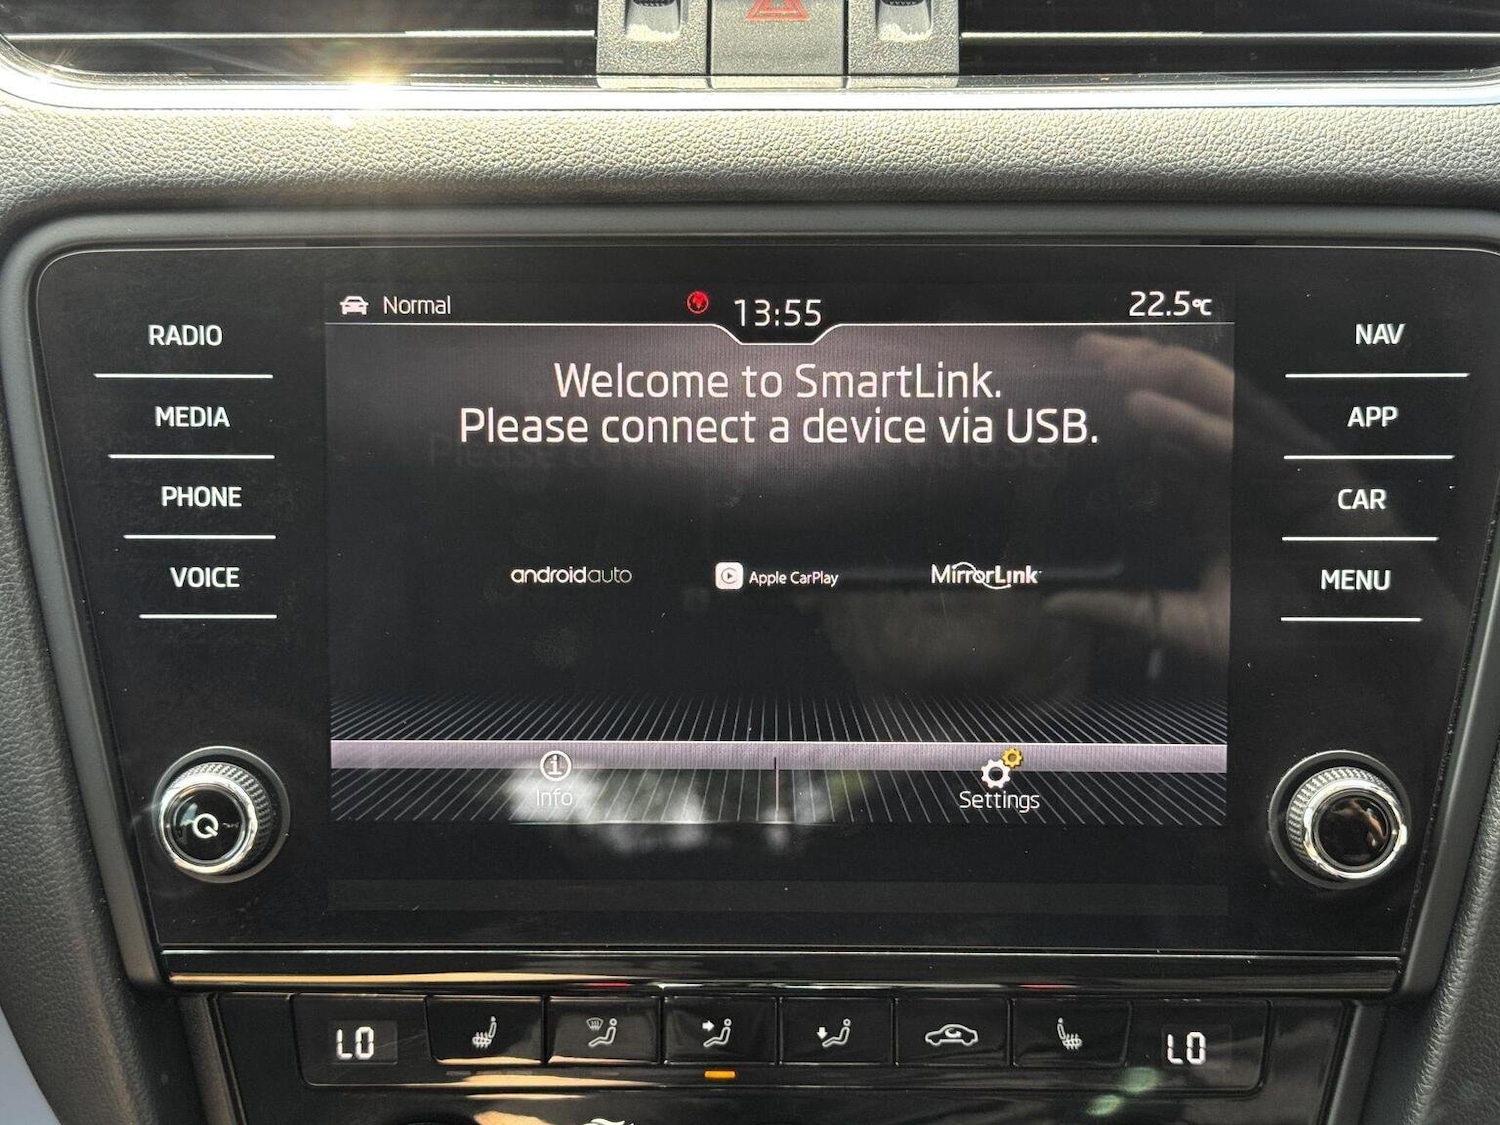 Normal
13:55
22.5°C
RADIO
MEDIA
PHONE
VOICE
NAV
APP
CAR
MENU
Welcome to SmartLink.
Please connect a device via USB.
androidauto
Apple CarPlay
MirrorLink
Info
Settings
LO
LO